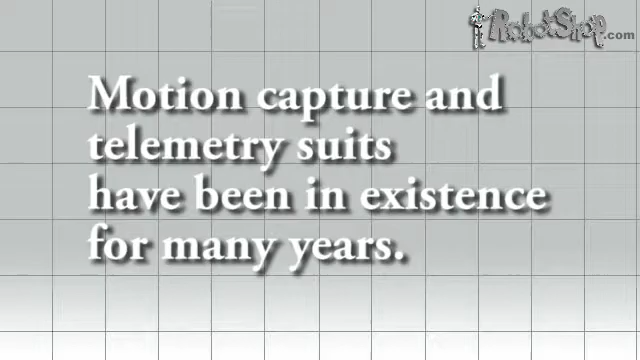 RobotShop.com
Motion capture and
telemetry suits
have been in existence
for many years.